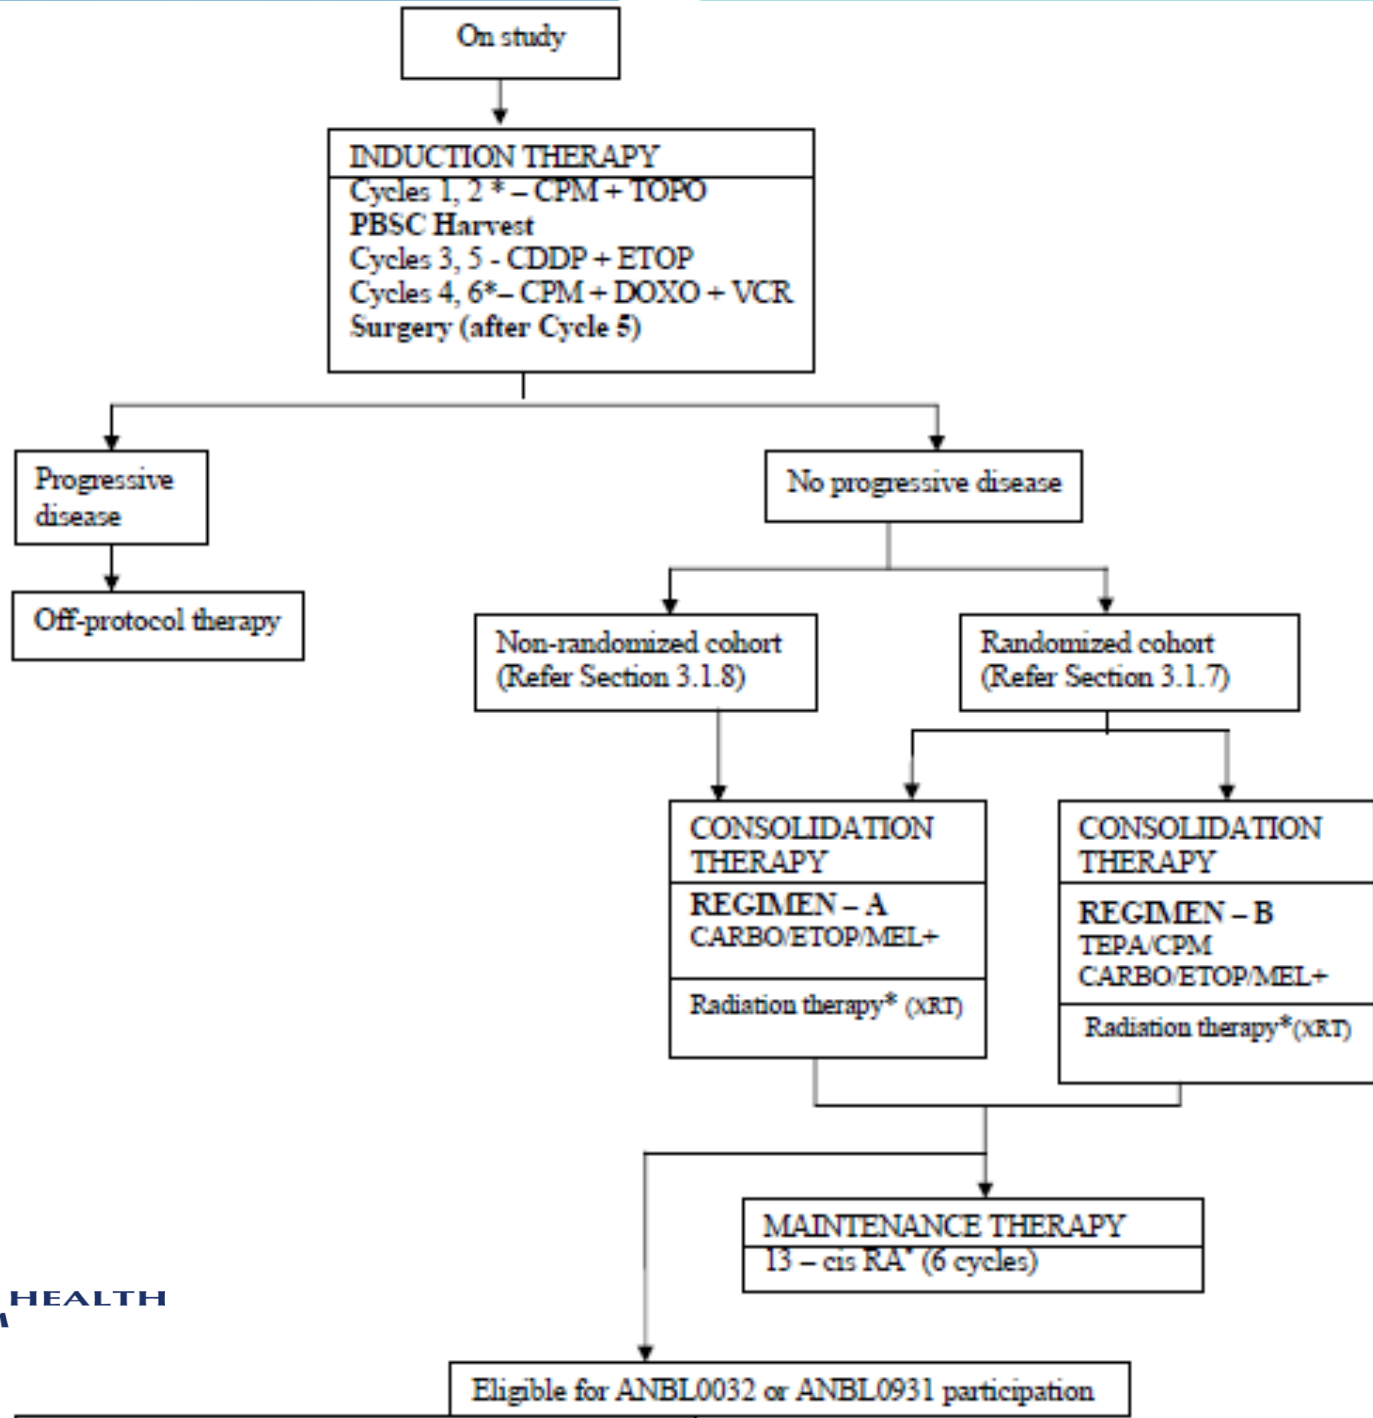 On study
INDUCTION THERAPY
Cycles 1, 2 * – CPM + TOPO
PBSC Harvest
Cycles 3, 5 - CDDP + ETOP
Cycles 4, 6*– CPM + DOXO + VCR
Surgery (after Cycle 5)
Progressive
disease
No progressive disease
Off-protocol therapy
Non-randomized cohort
(Refer Section 3.1.8)
Randomized cohort
(Refer Section 3.1.7)
CONSOLIDATION
THERAPY
REGIMEN – A
CARBO/ETOP/MEL+
Radiation therapy* (XRT)
CONSOLIDATION
THERAPY
REGIMEN – B
TEPA/CPM
CARBO/ETOP/MEL+
Radiation therapy*(XRT)
MAINTENANCE THERAPY
13 – cis RA* (6 cycles)
HEALTH
Eligible for ANBL0032 or ANBL0931 participation